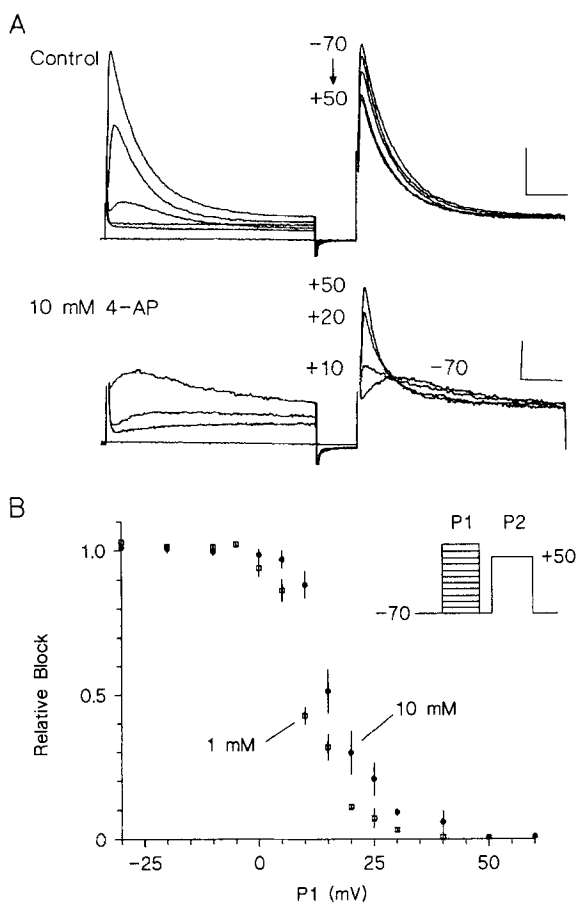 A
Control
−70
+50
10 mM 4−AP
+50
+20
+10
−70
B
P1 P2
+50
−70
1.0
0.5
0
Relative Block
1 mM
10 mM
−25 0 25 50
P1 (mV)